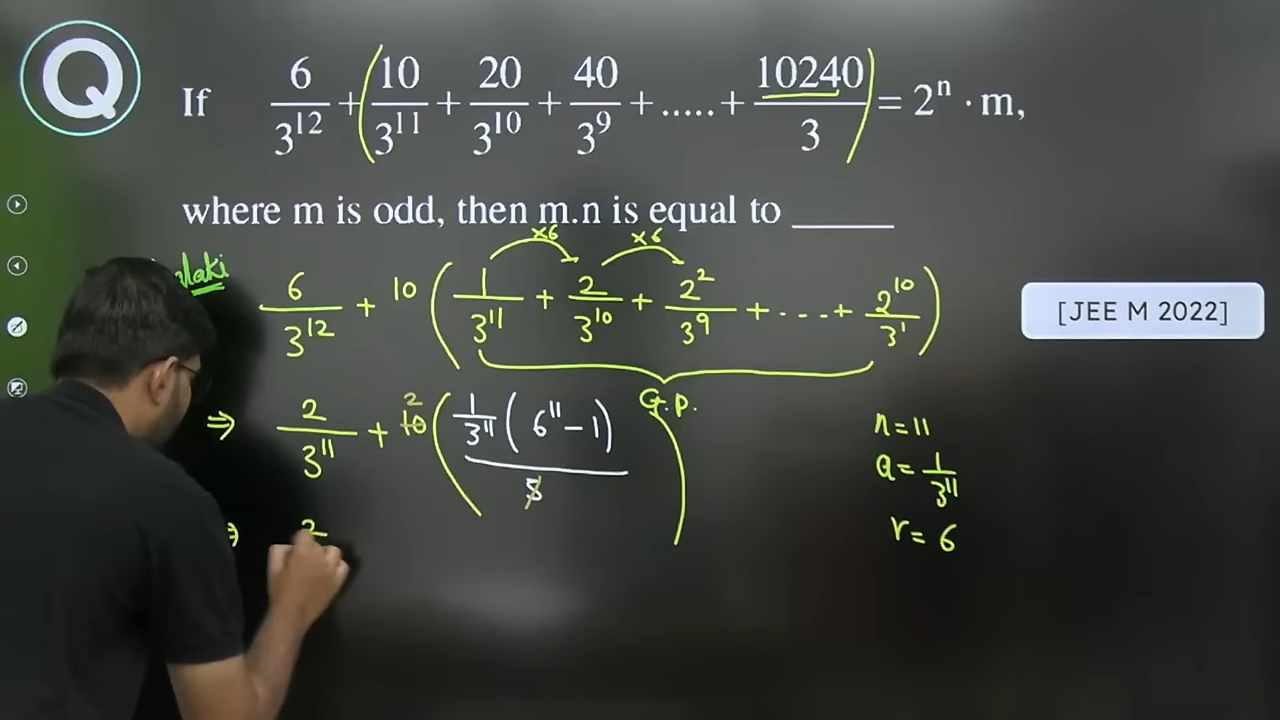 Q
If 6/3^12 + (10/3^11 + 20/3^10 + 40/3^9 + ..... + 10240/3) = 2^n · m,
where m is odd, then m.n is equal to ______
×6 ×6
6/3^12 + 10 (1/3^11 + 2/3^10 + 2^2/3^9 + ... + 2^10/3^1)
[JEE M 2022]
G.P.
⇒ 2/3^11 + 10 2 (1/3^11 (6^11 − 1) / 5)
n = 11
a = 1/3^11
r = 6
⇒ 2